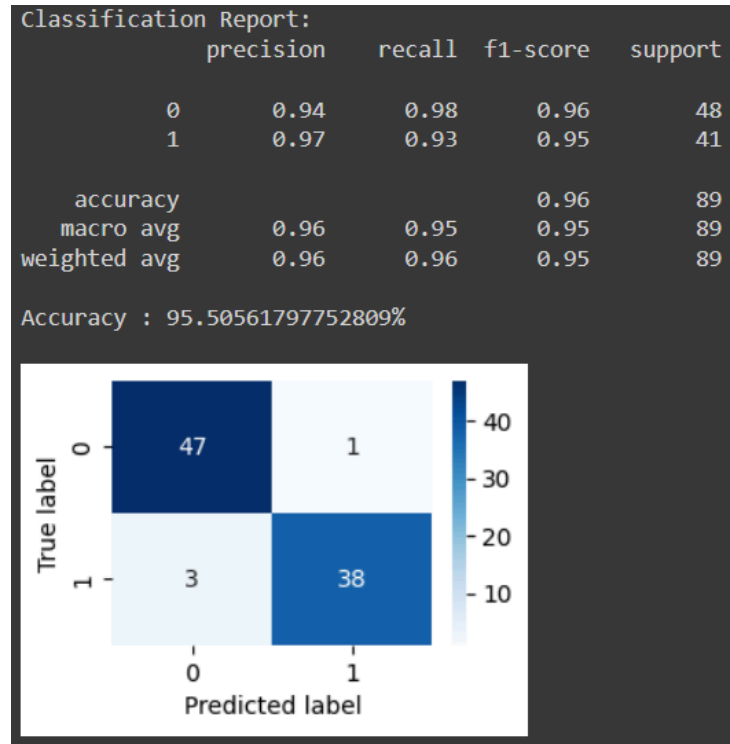 Classification Report:
precision recall f1-score support
0 0.94 0.98 0.96 48
1 0.97 0.93 0.95 41
accuracy 0.96 89
macro avg 0.96 0.95 0.95 89
weighted avg 0.96 0.96 0.95 89
Accuracy : 95.50561797752809%
True label
0
1
47 1
3 38
0 1
Predicted label
40
30
20
10